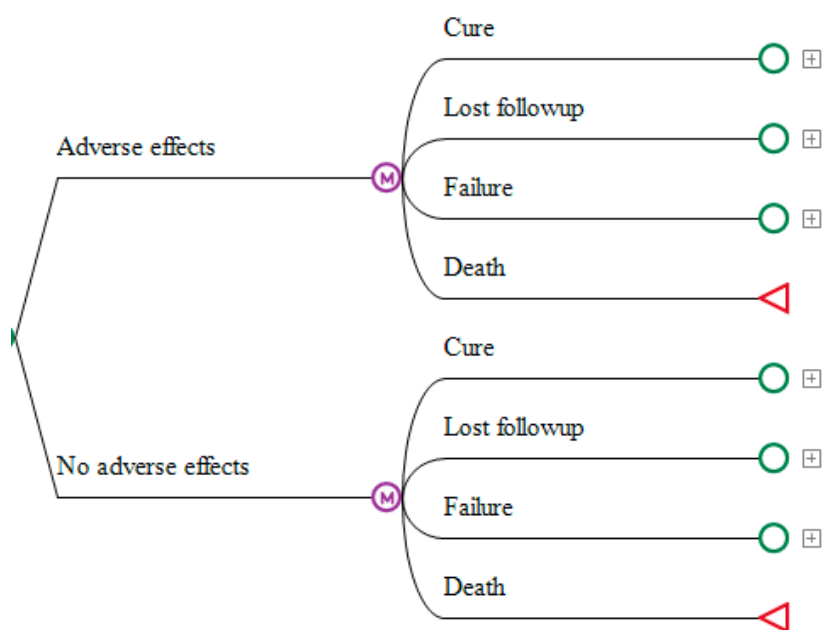 Cure
Lost followup
Adverse effects
M
Failure
Death
Cure
Lost followup
No adverse effects
M
Failure
Death